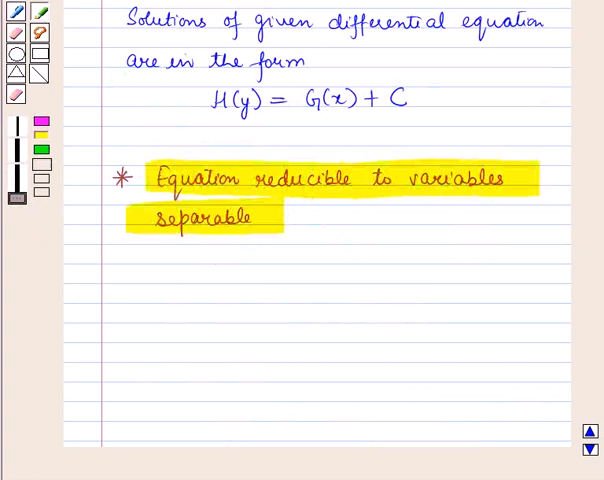 Solutions of given differential equation
are in the form
H(y) = G(x) + C
* Equation reducible to variables
separable